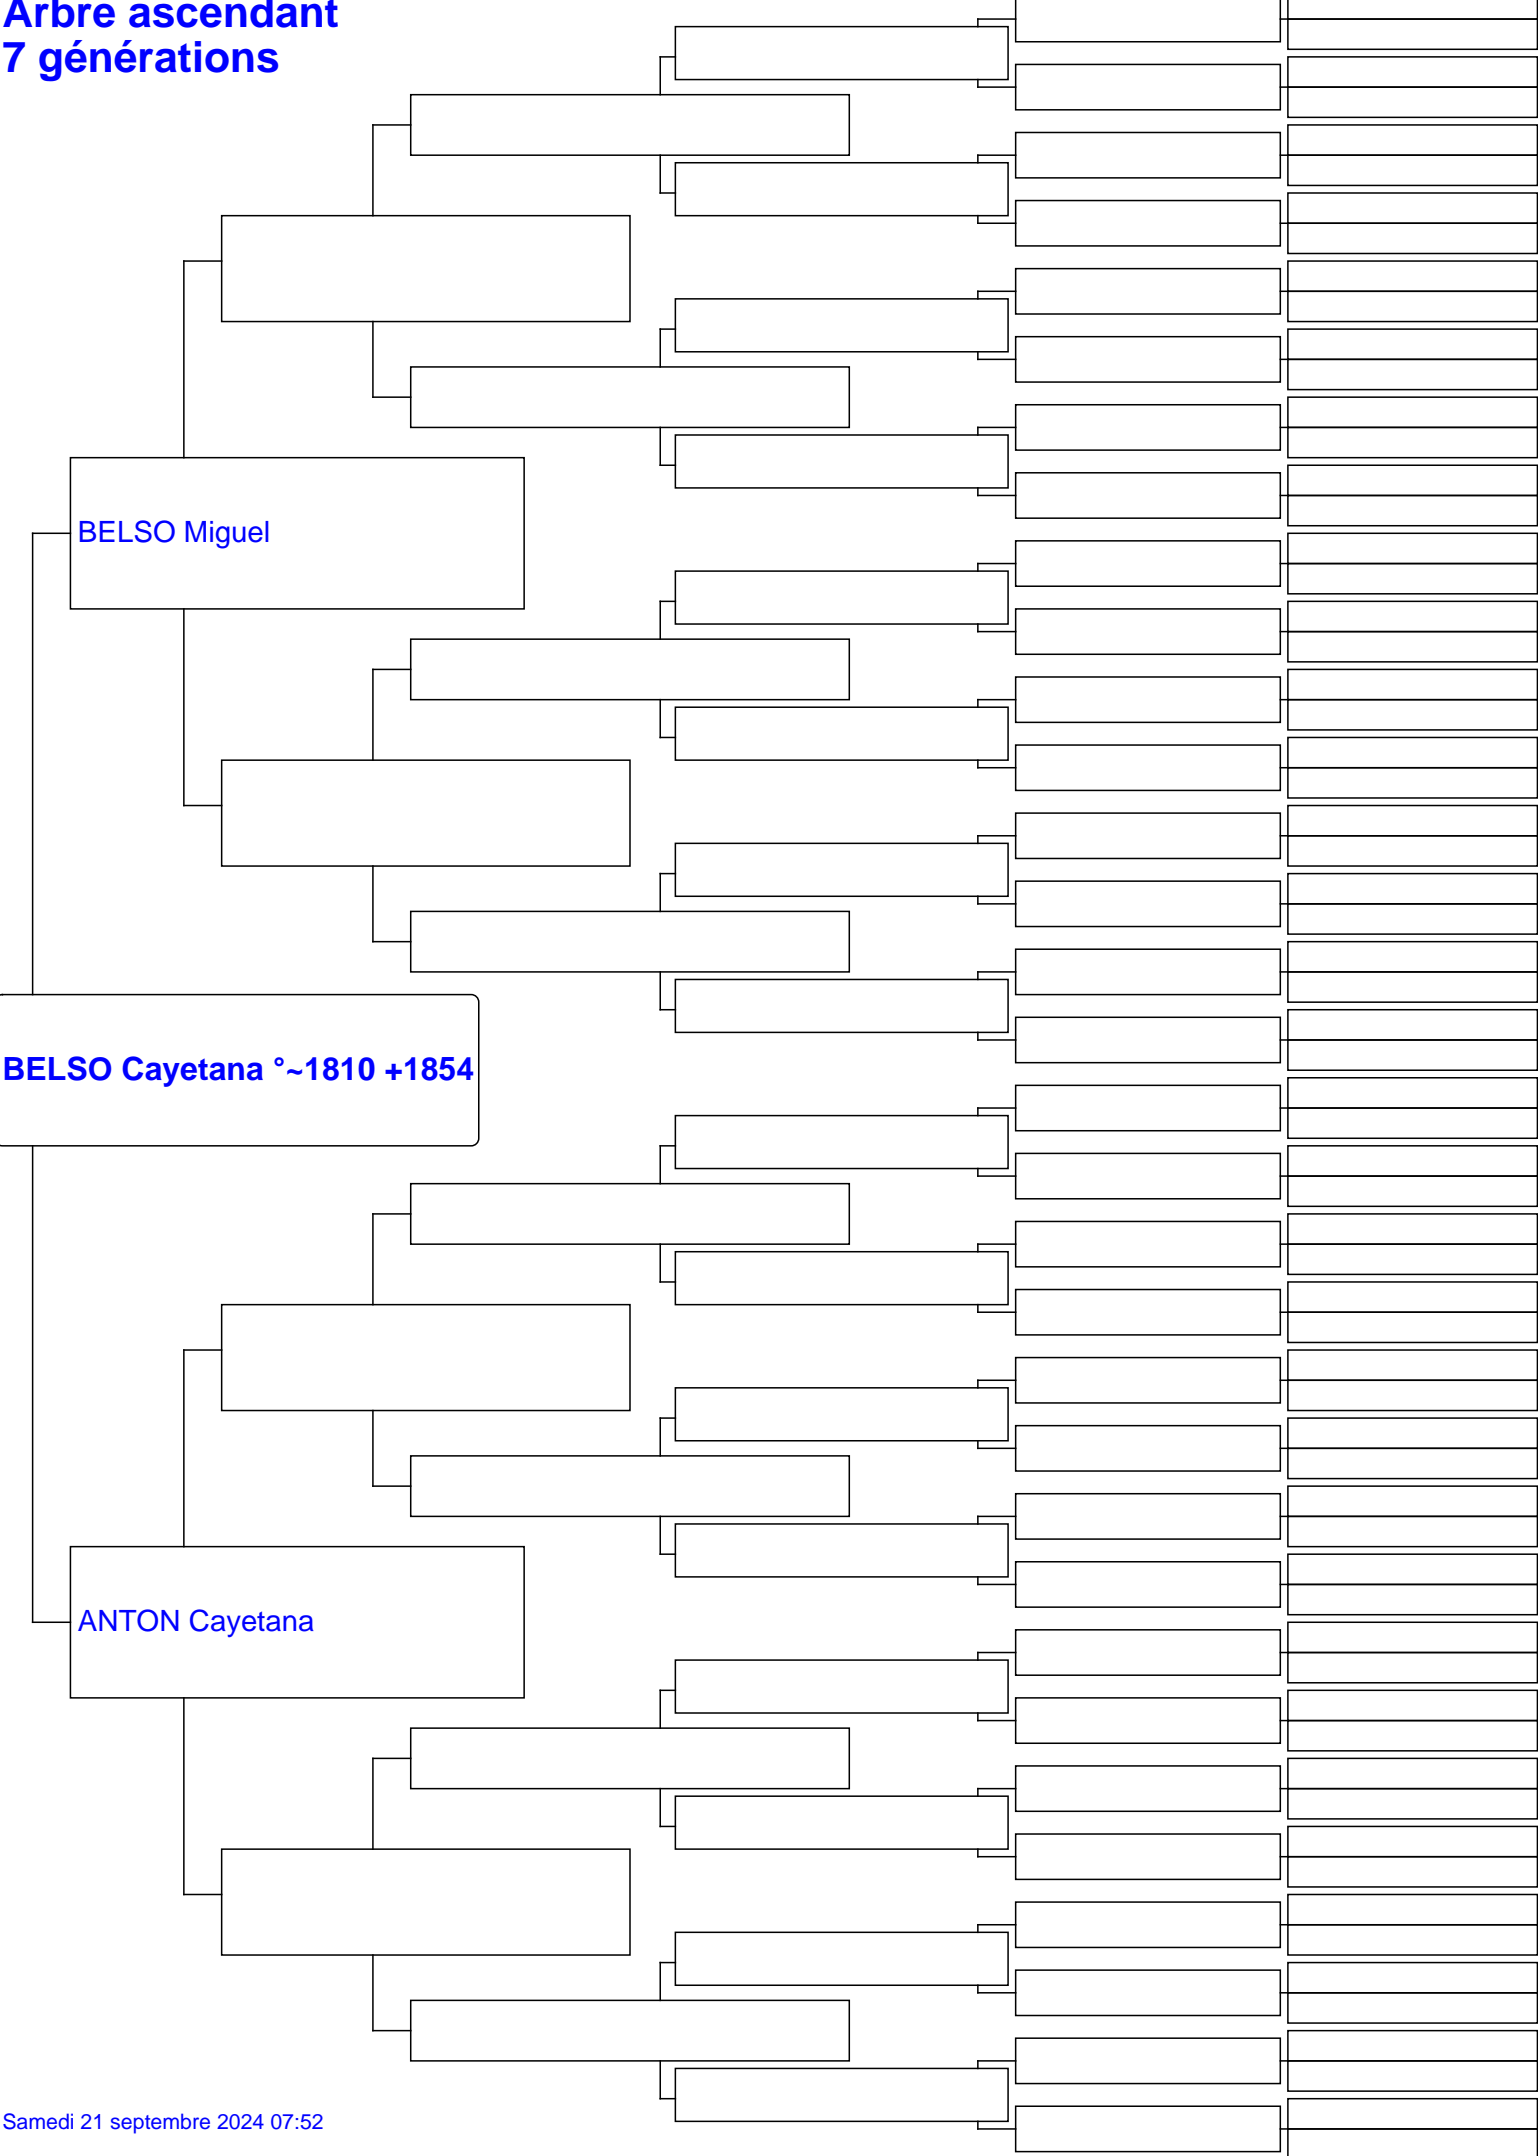 Arbre ascendant
7 générations
BELSO Miguel
BELSO Cayetana °~1810 +1854
ANTON Cayetana
Samedi 21 septembre 2024 07:52